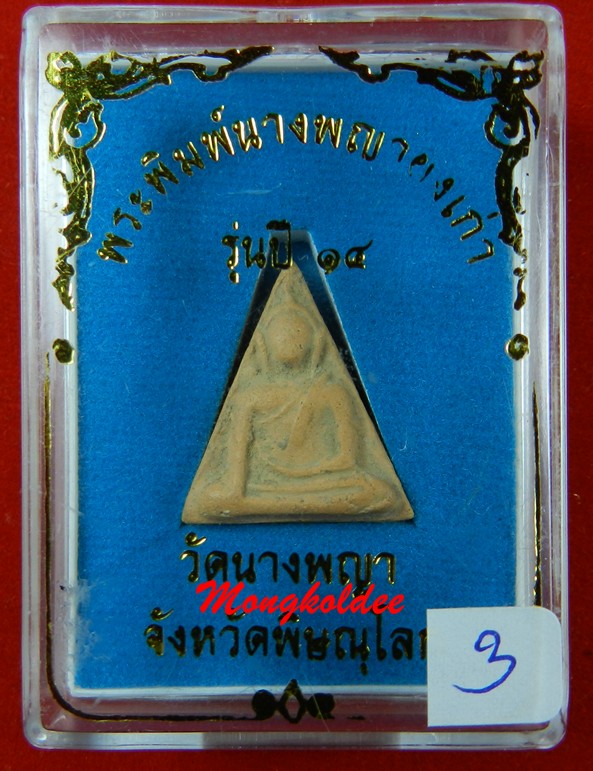 พระพิมพ์นางพญาผงเก่า
รุ่นปี ๑๔
วัดนางพญา
Mongkoldee
จังหวัดพิษณุโลก
3